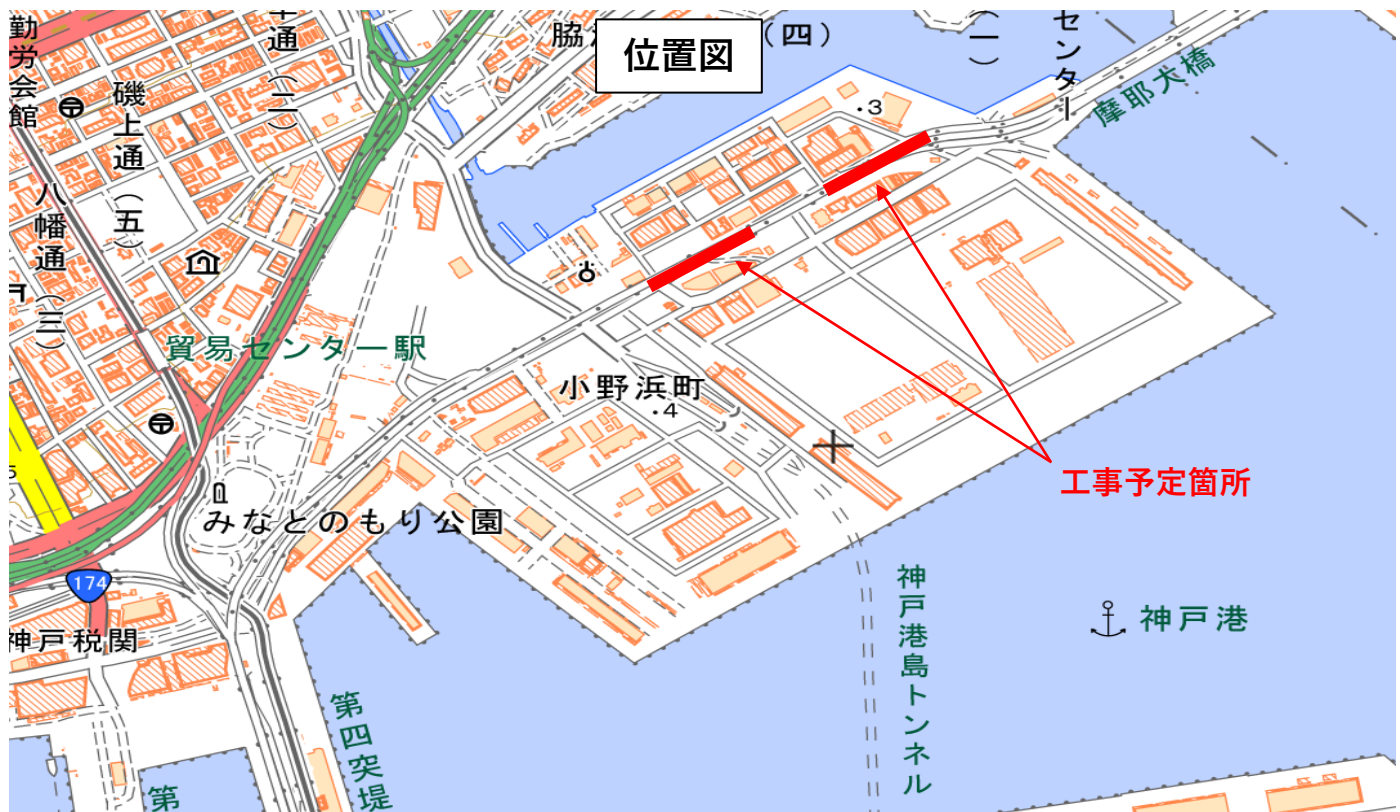 位置図
勤労会館
磯上通（五）
八幡通（三）
通（二）
脇
（四）
（一）
センター
摩耶大橋
・3
貿易センター駅
小野浜町
・4
工事予定箇所
みなとのもり公園
174
神戸税関
5
神戸港島トンネル
神戸港
第四突堤
第